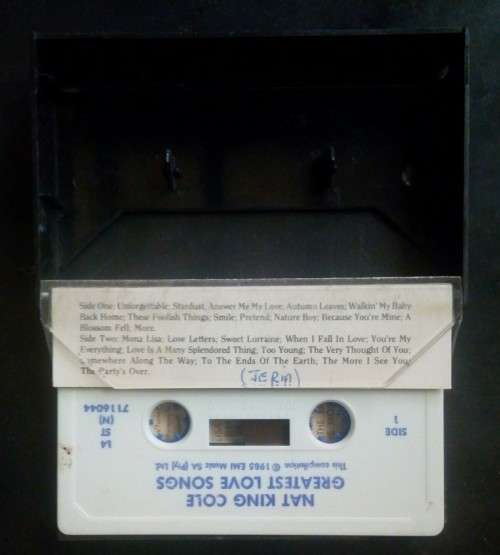 Side One: Unforgettable; Stardust; Answer Me My Love; Autumn Leaves; Walkin' My Baby
Back Home; These Foolish Things; Smile; Pretend; Nature Boy; Because You're Mine; A
Blossom Fell; More.
Side Two: Mona Lisa; Love Letters; Sweet Lorraine; When I Fall In Love; You're My
Everything; Love Is A Many Splendored Thing; Too Young; The Very Thought Of You;
Somewhere Along The Way; To The Ends Of The Earth; The More I See You;
The Party's Over.
NAT KING COLE
GREATEST LOVE SONGS
This compilation © 1985 EMI Music SA (Pty) Ltd.
SIDE
1
L4
ST
(N)
7116044